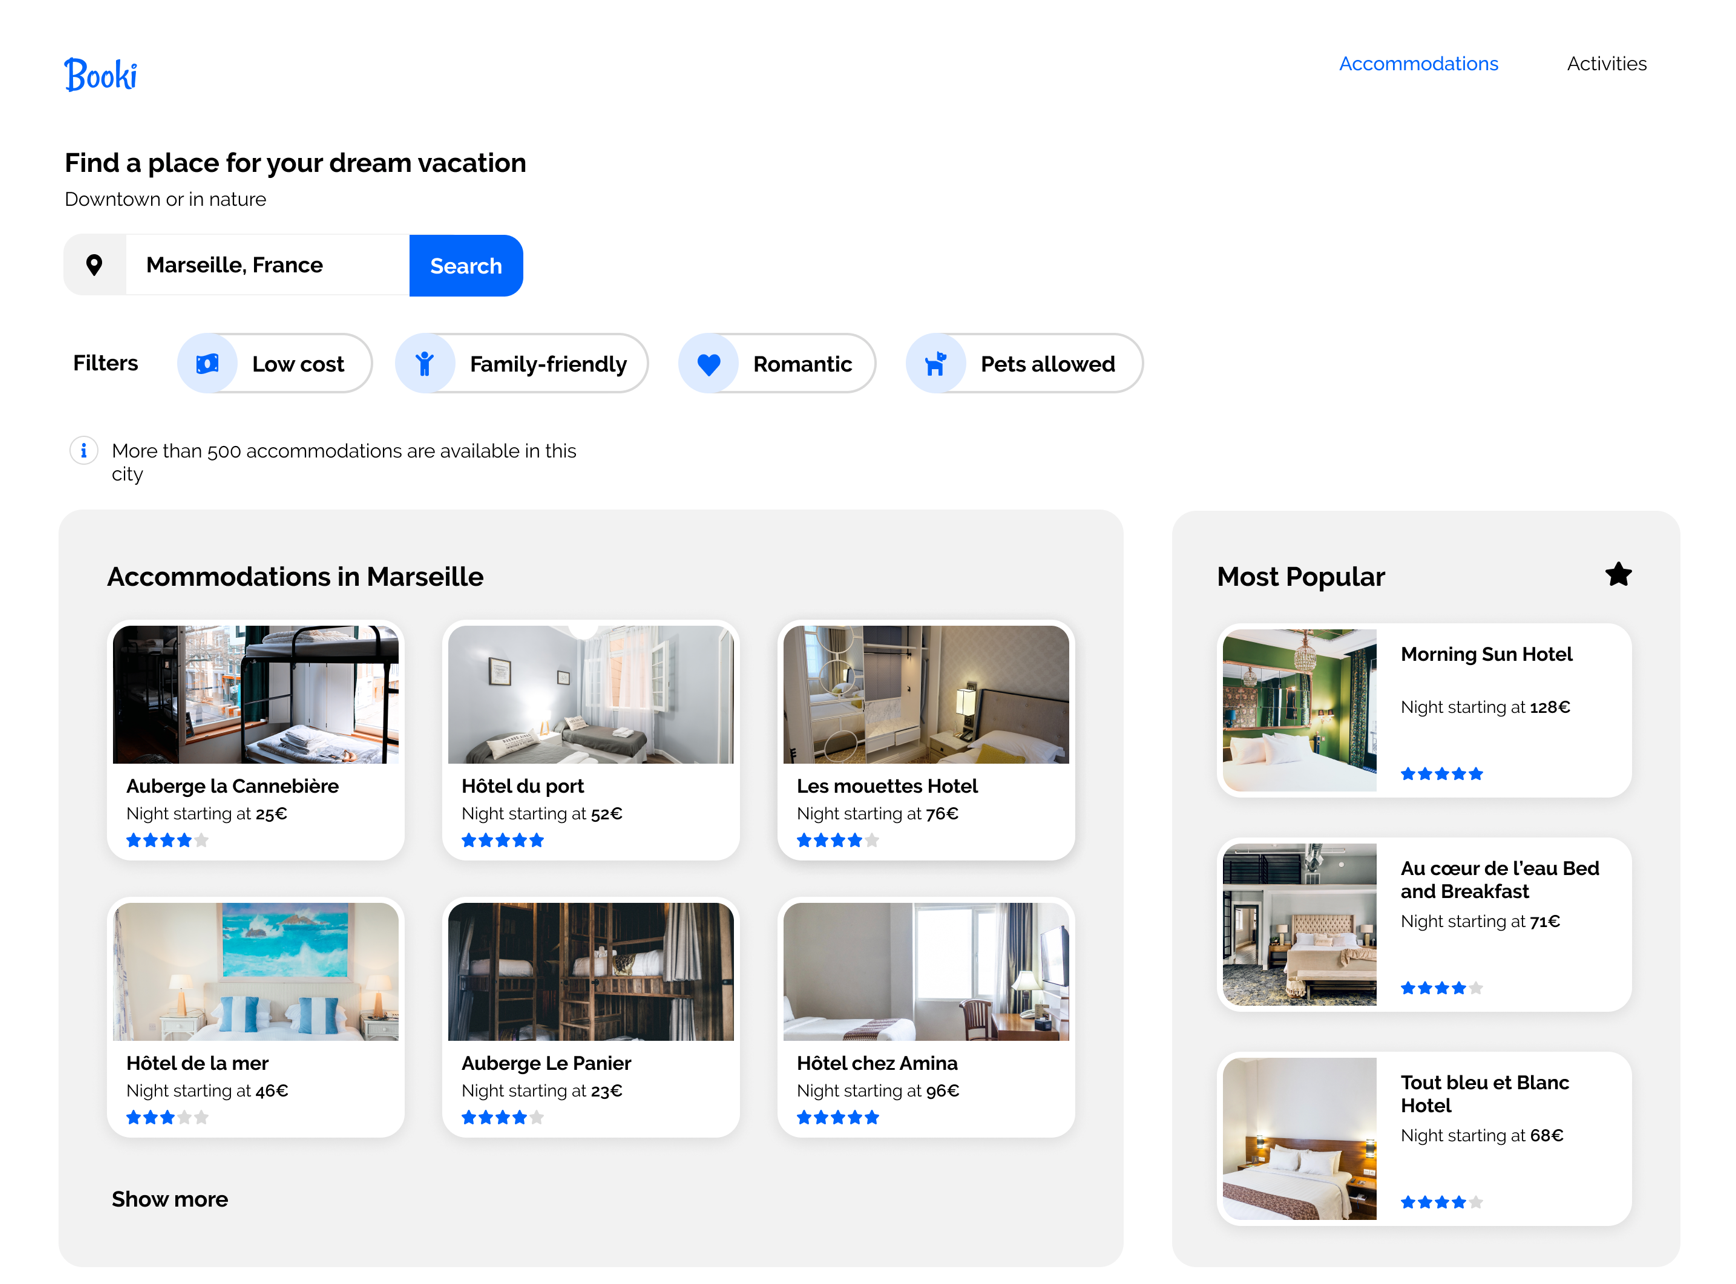 Booki
Accommodations
Activities
Find a place for your dream vacation
Downtown or in nature
Marseille, France
Search
Filters
Low cost
Family-friendly
Romantic
Pets allowed
More than 500 accommodations are available in this
city
Accommodations in Marseille
Auberge la Cannebière
Night starting at 25€
Hôtel du port
Night starting at 52€
Les mouettes Hotel
Night starting at 76€
Hôtel de la mer
Night starting at 46€
Auberge Le Panier
Night starting at 23€
Hôtel chez Amina
Night starting at 96€
Show more
Most Popular
Morning Sun Hotel
Night starting at 128€
Au cœur de l'eau Bed
and Breakfast
Night starting at 71€
Tout bleu et Blanc
Hotel
Night starting at 68€